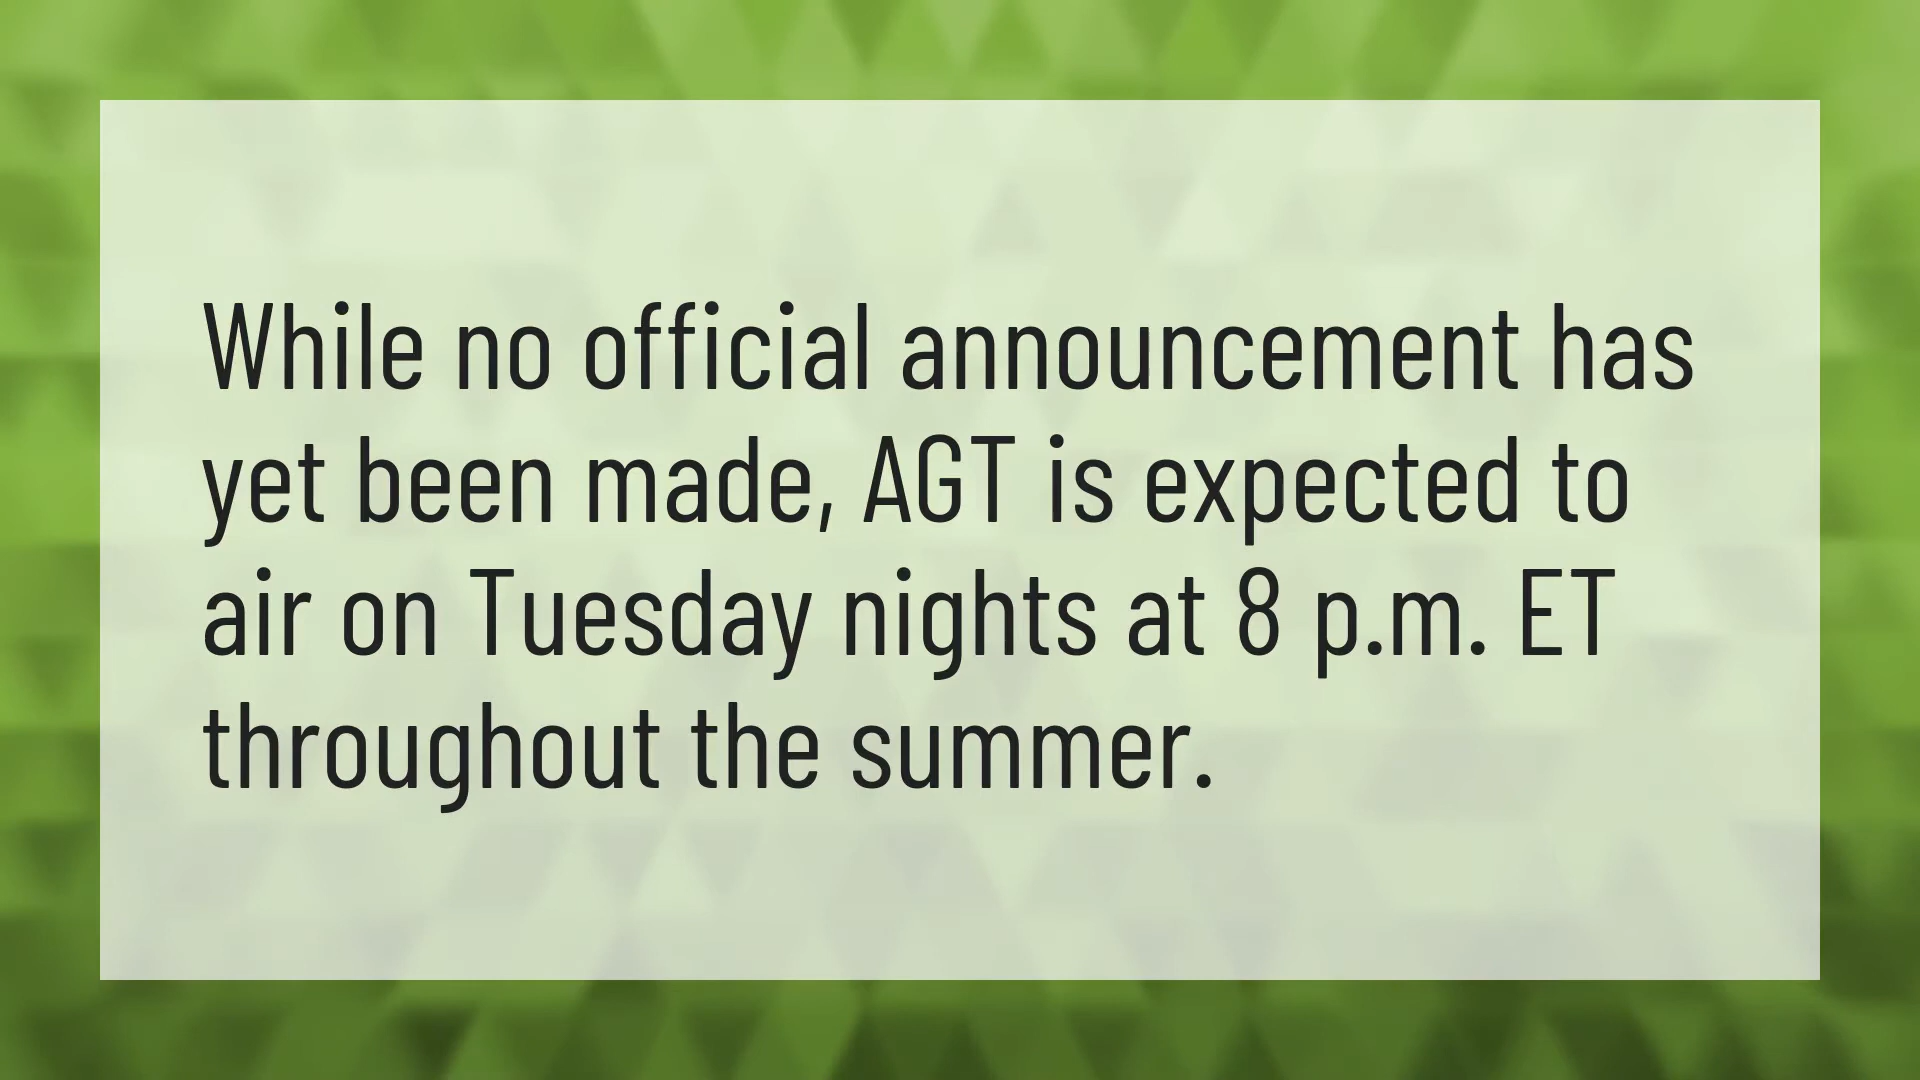 While no official announcement has
yet been made, AGT is expected to
air on Tuesday nights at 8 p.m. ET
throughout the summer.